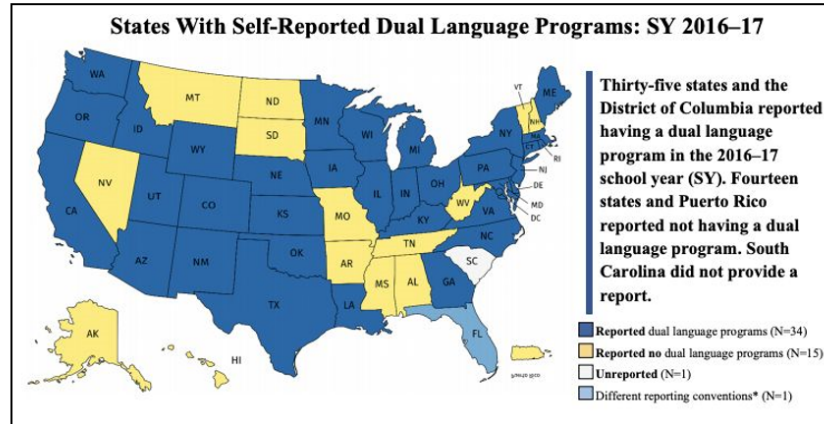 States With Self-Reported Dual Language Programs: SY 2016–17
WA
MT
ND
MN
VT
ME
OR
ID
SD
WI
MI
NY
NH
MA
CT
RI
WY
IA
NE
PA
NJ
NV
UT
CO
IL
IN
OH
DE
MD
DC
CA
KS
MO
KY
WV
VA
AZ
NM
OK
AR
TN
NC
SC
TX
LA
MS
AL
GA
FL
AK
HI
Thirty-five states and the
District of Columbia reported
having a dual language
program in the 2016–17
school year (SY). Fourteen
states and Puerto Rico
reported not having a dual
language program. South
Carolina did not provide a
report.
Reported dual language programs (N=34)
Reported no dual language programs (N=15)
Unreported (N=1)
Different reporting conventions* (N=1)